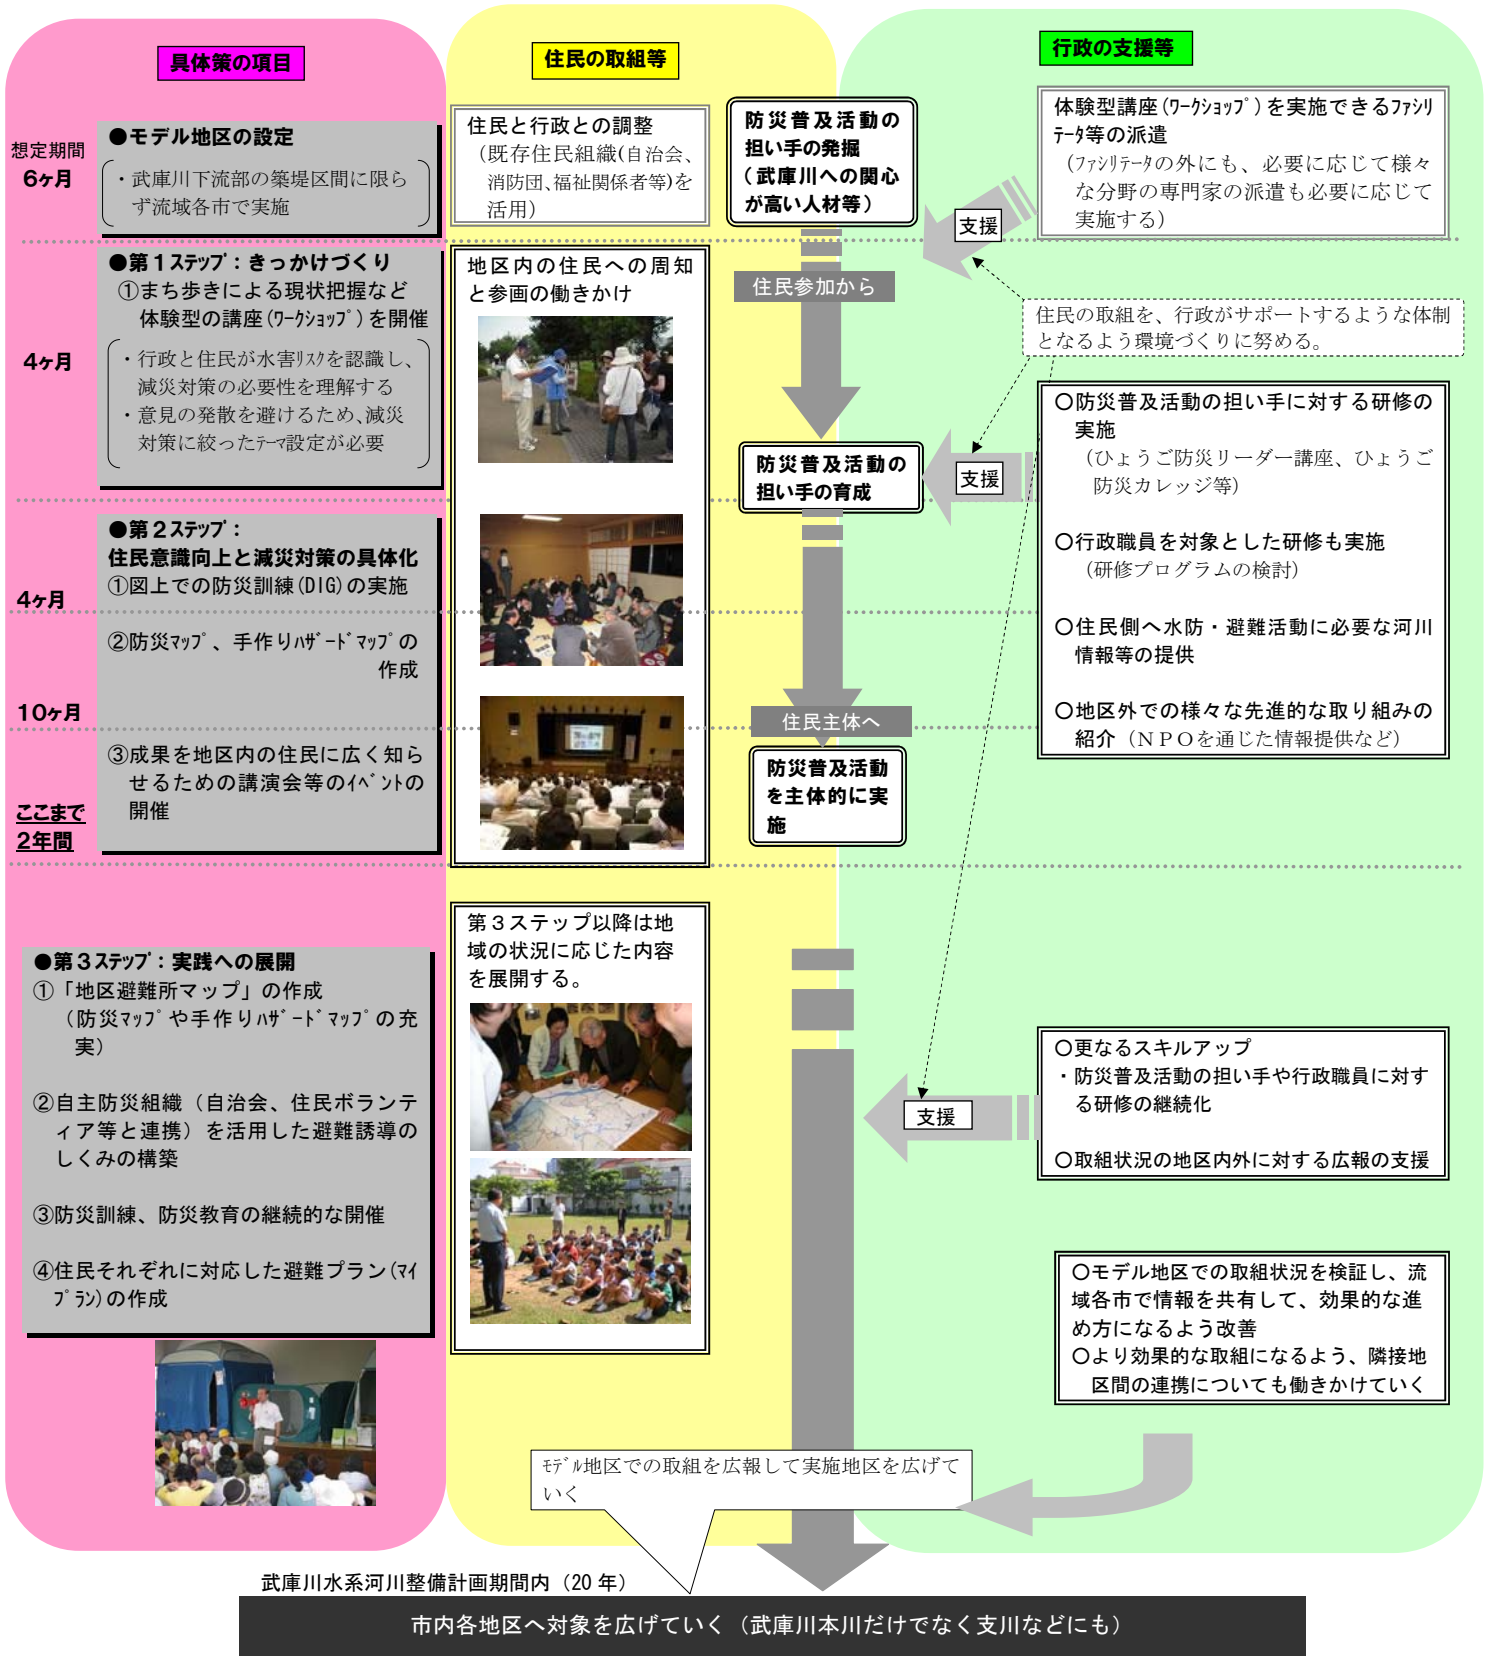 具体策の項目
住民の取組等
行政の支援等
想定期間
6ヶ月
●モデル地区の設定
・武庫川下流部の築堤区間に限ら
ず流域各市で実施
住民と行政との調整
（既存住民組織(自治会、
消防団、福祉関係者等)を
活用）
防災普及活動の
担い手の発掘
（武庫川への関心
が高い人材等）
体験型講座(ﾜｰｸｼｮｯﾌﾟ)を実施できるﾌｧｼﾘ
ﾃｰﾀ等の派遣
（ﾌｧｼﾘﾃｰﾀの外にも、必要に応じて様々
な分野の専門家の派遣も必要に応じて
実施する）
支援
4ヶ月
●第１ｽﾃｯﾌﾟ：きっかけづくり
①まち歩きによる現状把握など
体験型の講座(ﾜｰｸｼｮｯﾌﾟ)を開催
・行政と住民が水害ﾘｽｸを認識し、
減災対策の必要性を理解する
・意見の発散を避けるため、減災
対策に絞ったﾃｰﾏ設定が必要
地区内の住民への周知
と参画の働きかけ
住民参加から
住民の取組を、行政がサポートするような体制
となるよう環境づくりに努める。
防災普及活動の
担い手の育成
支援
〇防災普及活動の担い手に対する研修の
実施
（ひょうご防災リーダー講座、ひょうご
防災カレッジ等）
〇行政職員を対象とした研修も実施
（研修プログラムの検討）
〇住民側へ水防・避難活動に必要な河川
情報等の提供
〇地区外での様々な先進的な取り組みの
紹介（ＮＰＯを通じた情報提供など）
4ヶ月
●第２ｽﾃｯﾌﾟ：
住民意識向上と減災対策の具体化
①図上での防災訓練(DIG)の実施
②防災ﾏｯﾌﾟ、手作りﾊｻﾞｰﾄﾞﾏｯﾌﾟの
作成
10ヶ月
③成果を地区内の住民に広く知ら
せるための講演会等のｲﾍﾞﾝﾄの
開催
ここまで
2年間
住民主体へ
防災普及活動
を主体的に実
施
●第３ｽﾃｯﾌﾟ：実践への展開
①「地区避難所マップ」の作成
（防災ﾏｯﾌﾟや手作りﾊｻﾞｰﾄﾞﾏｯﾌﾟの充
実）
②自主防災組織（自治会、住民ボランテ
ィア等と連携）を活用した避難誘導の
しくみの構築
③防災訓練、防災教育の継続的な開催
④住民それぞれに対応した避難プラン(ﾏｲ
ﾌﾟﾗﾝ)の作成
第３ステップ以降は地
域の状況に応じた内容
を展開する。
支援
〇更なるスキルアップ
・防災普及活動の担い手や行政職員に対す
る研修の継続化
〇取組状況の地区内外に対する広報の支援
〇モデル地区での取組状況を検証し、流
域各市で情報を共有して、効果的な進
め方になるよう改善
〇より効果的な取組になるよう、隣接地
区間の連携についても働きかけていく
ﾓﾃﾞﾙ地区での取組を広報して実施地区を広げて
いく
武庫川水系河川整備計画期間内（20 年）
市内各地区へ対象を広げていく（武庫川本川だけでなく支川などにも）